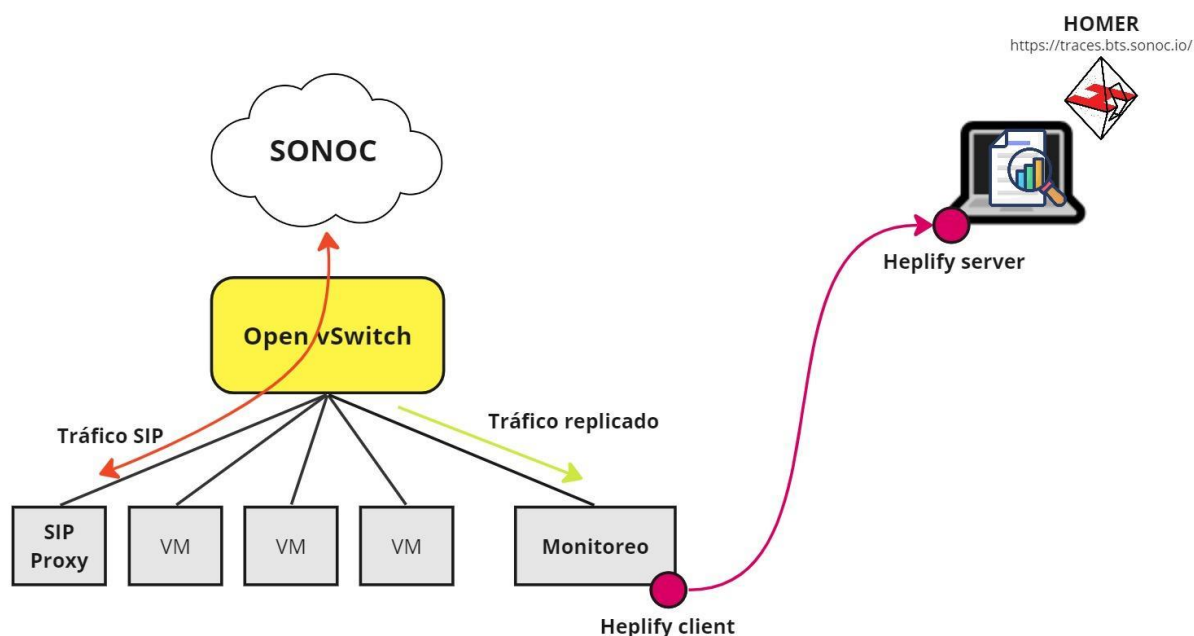 HOMER
https://traces.bts.sonoc.io/
SONOC
Heplify server
Open vSwitch
Tráfico SIP
Tráfico replicado
SIP
Proxy
VM
VM
VM
Monitoreo
Heplify client